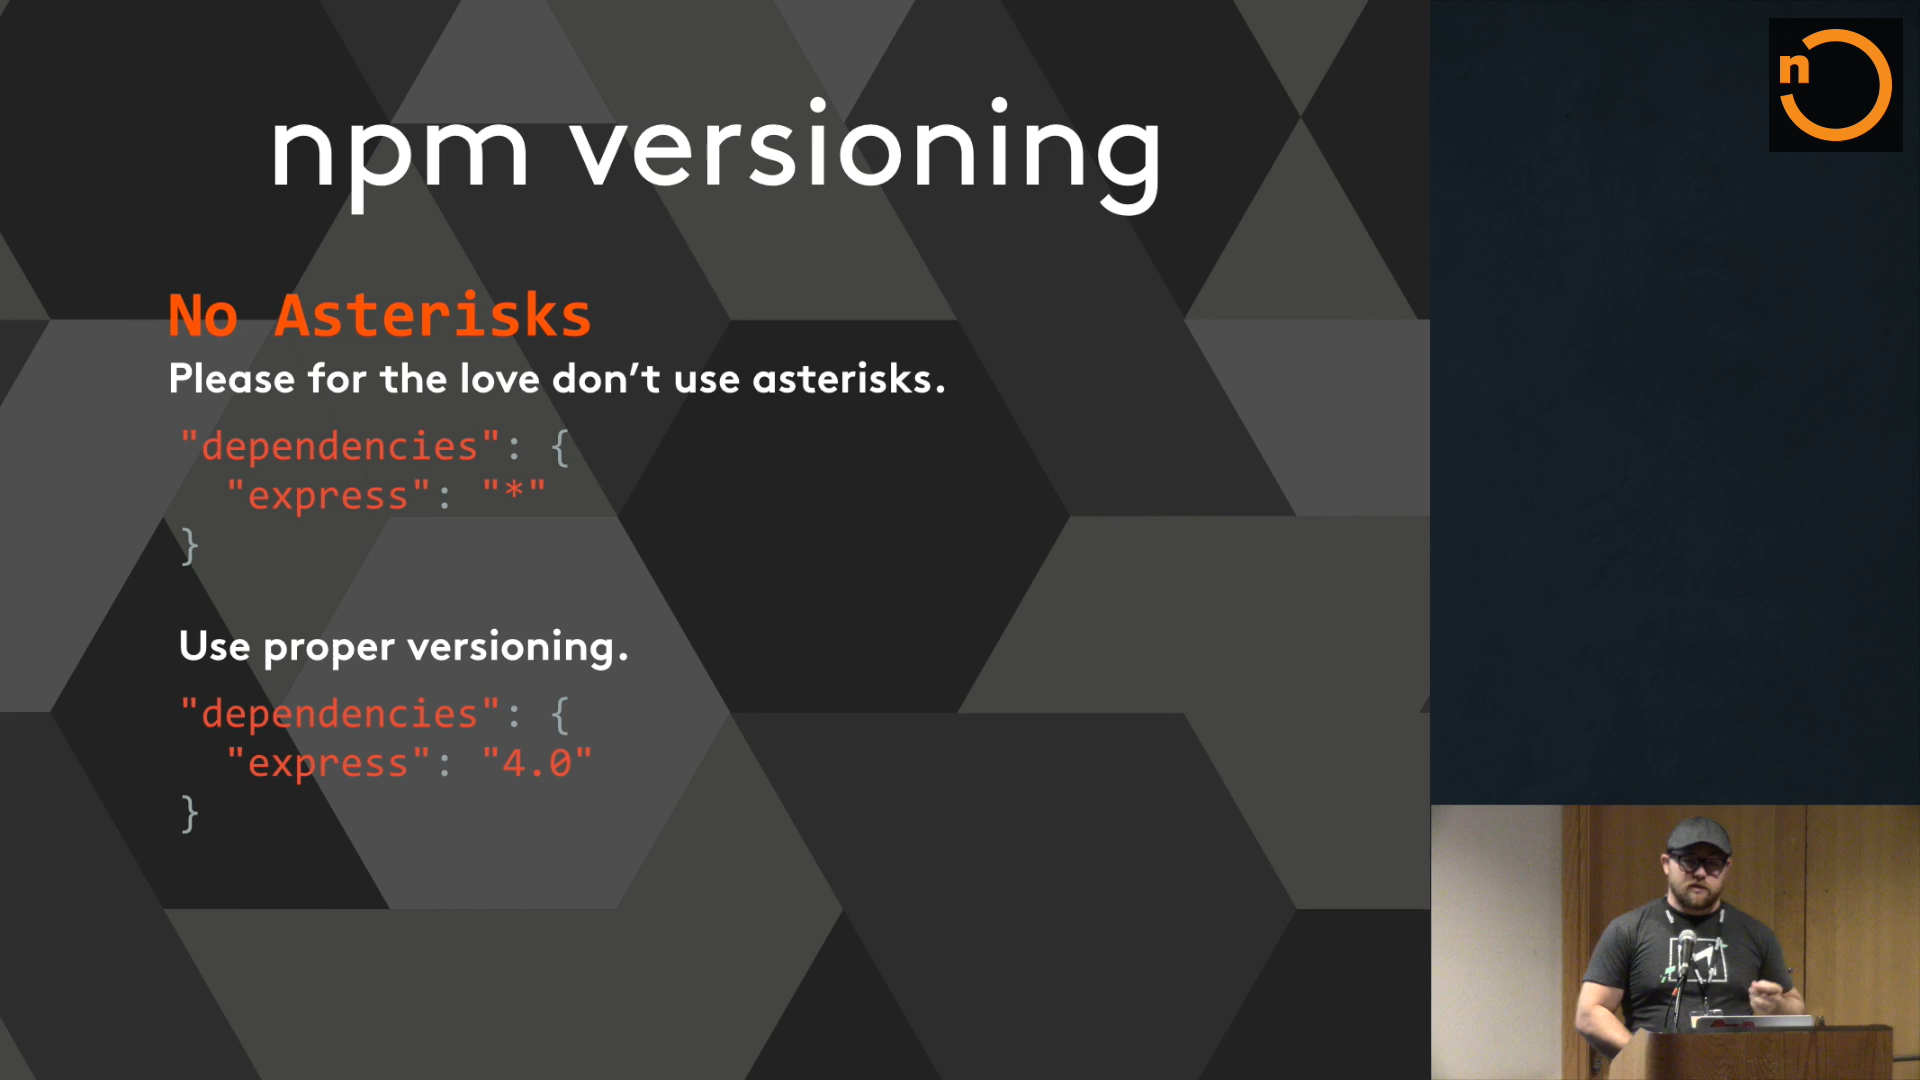 npm versioning
n
No Asterisks
Please for the love don’t use asterisks.
"dependencies": {
"express": "*"
}
Use proper versioning.
"dependencies": {
"express": "4.0"
}